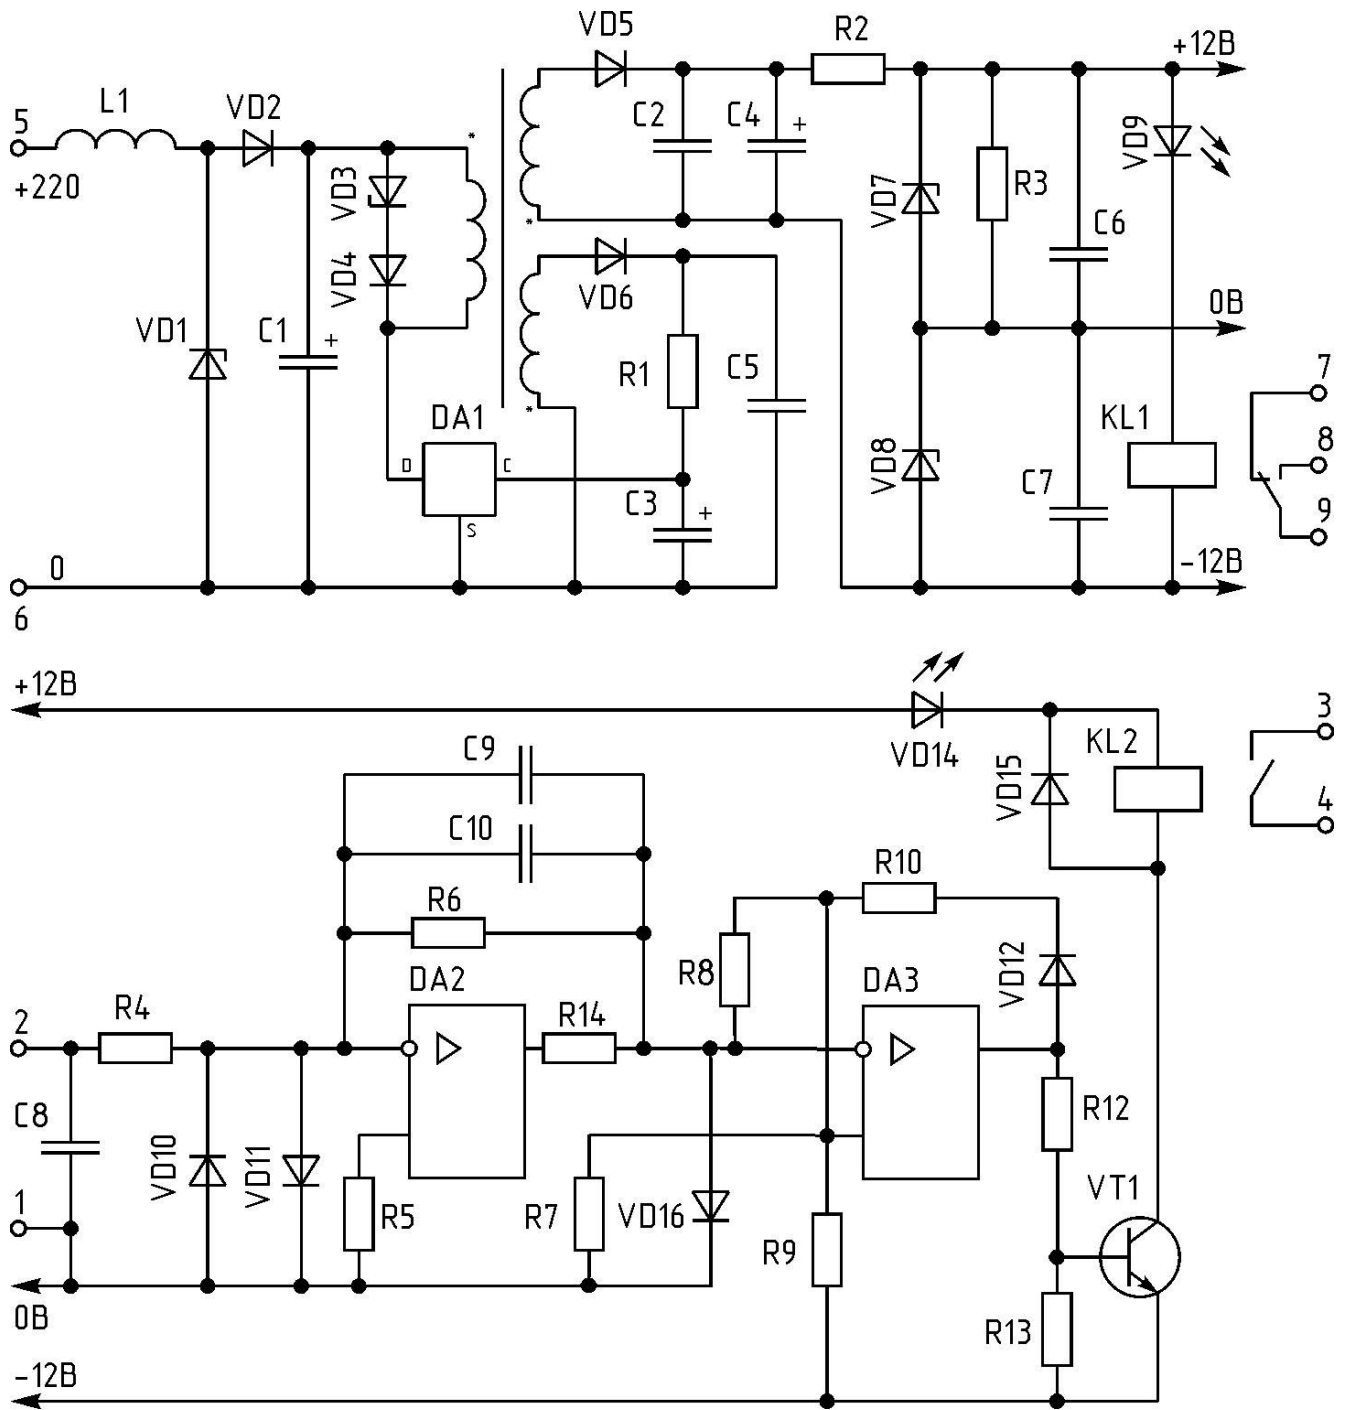 VD5
R2
+12В
L1
VD2
5
C2
C4
+
VD9
*
+220
VD3
VD7
R3
C6
*
VD4
VD6
0В
VD1
C1
+
R1
C5
7
DA1
KL1
8
D
C
VD8
C7
C3
+
9
S
0
-12В
6
+12В
3
C9
VD14
VD15
KL2
4
C10
R10
R6
R8
VD12
DA2
DA3
2
R4
R14
C8
R12
VD10
VD11
1
R5
R7
VD16
VT1
R9
0В
R13
-12В
*